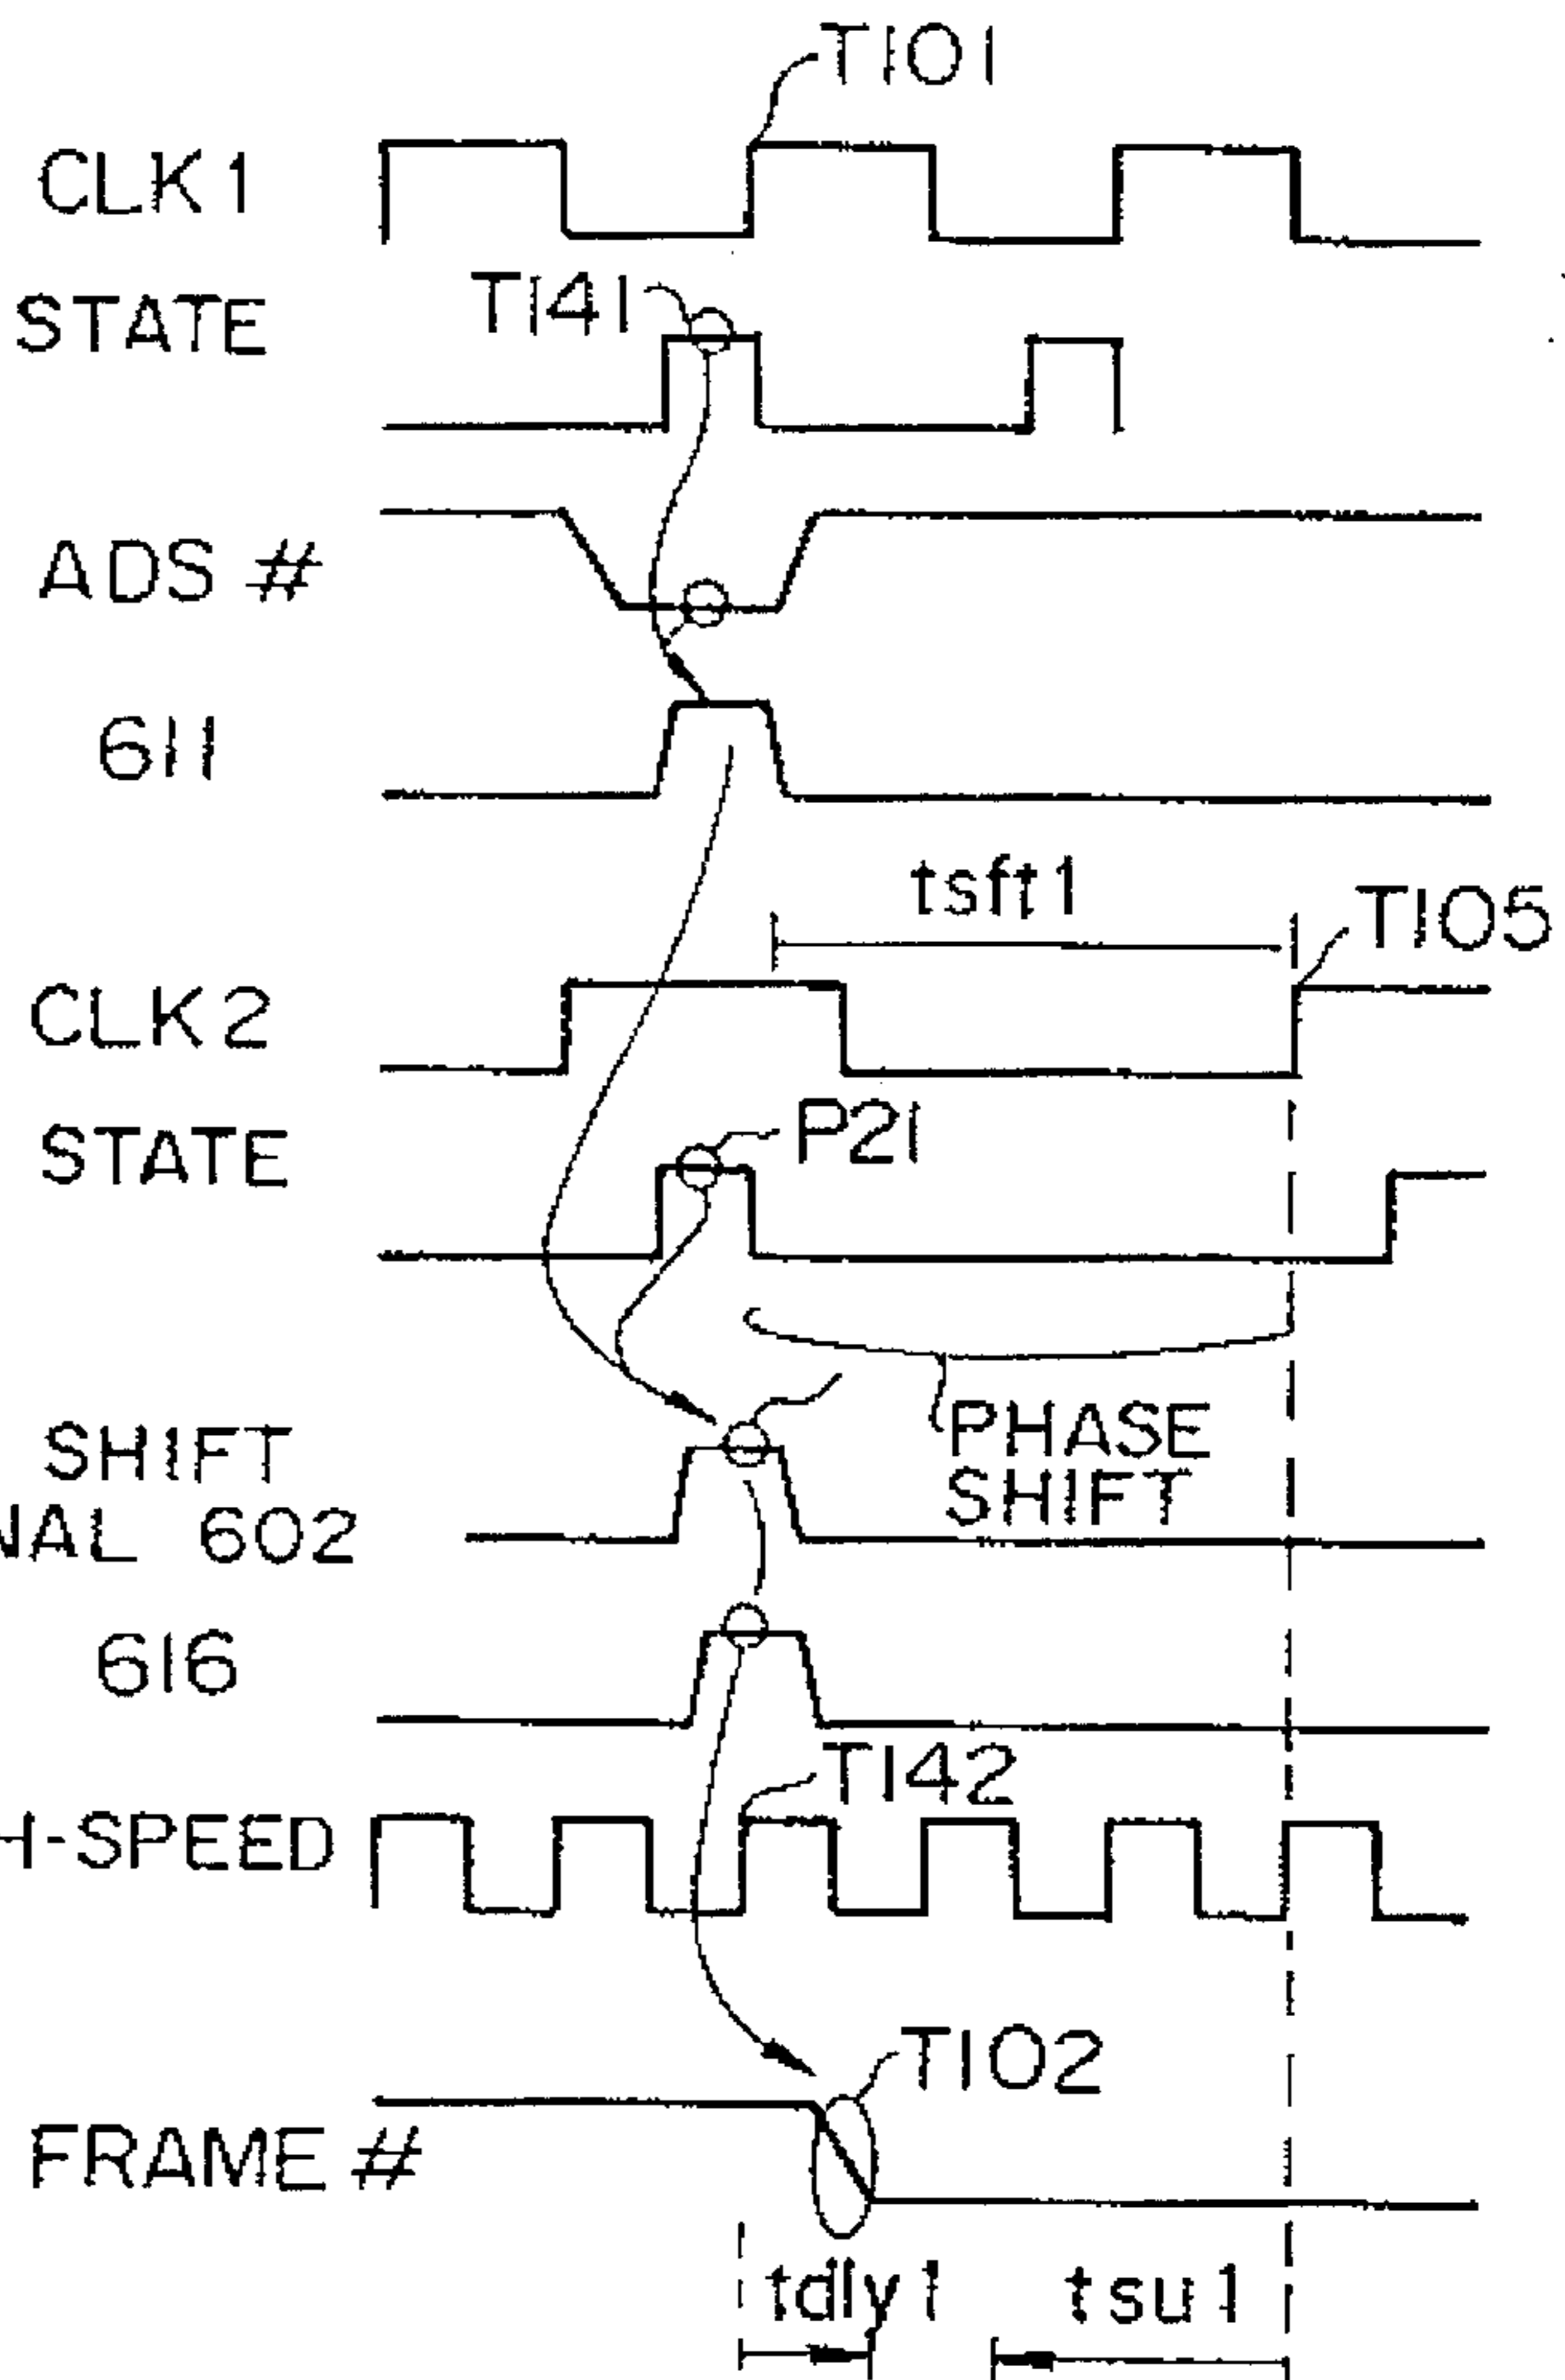 T101
CLK1
T141
STATE
ADS #
611
tsft1
T105
CLK2
P21
STATE
PHASE
SHIFT
SHIFT
NAL 602
616
T142
H-SPEED
T102
FRAME #
tdly1
tsu1